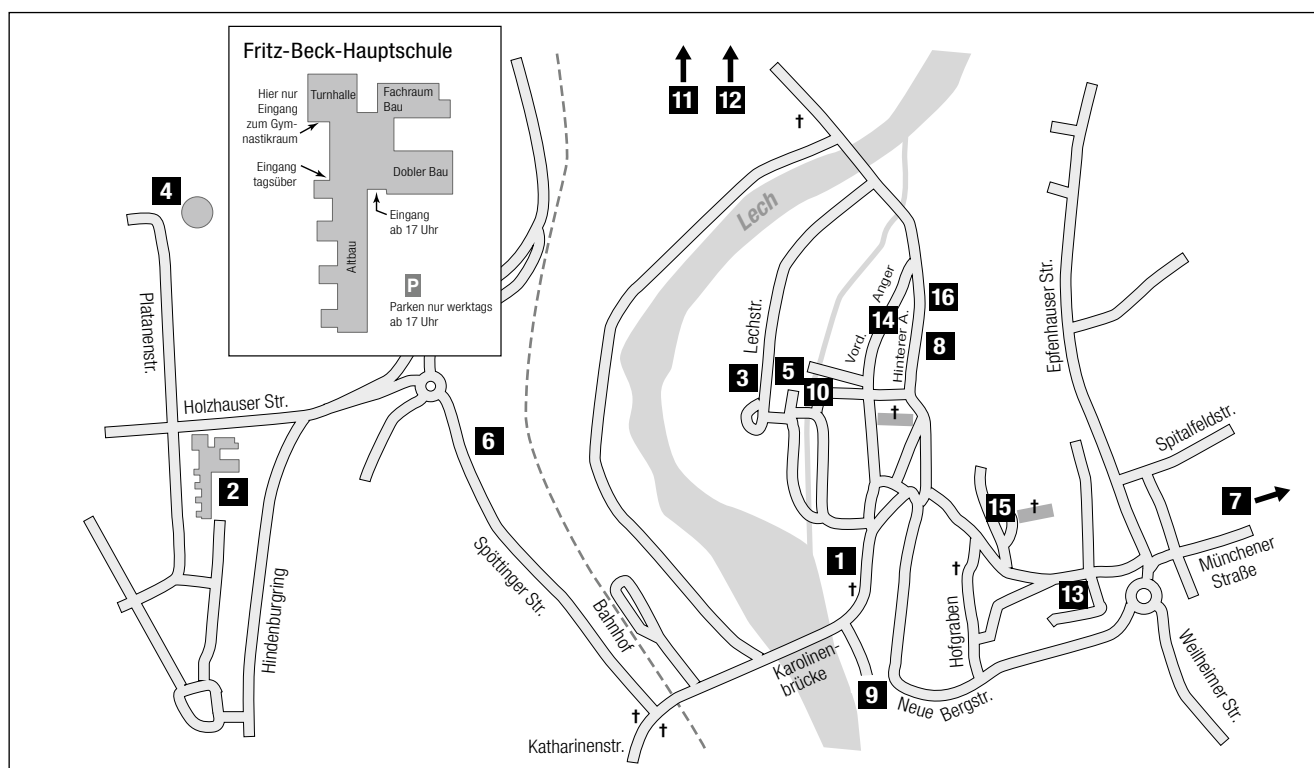 Fritz-Beck-Hauptschule
Turnhalle
Fachraum
Bau
Hier nur
Eingang
zum Gym-
nastikraum
Eingang
tagsüber
Dobler Bau
Eingang
ab 17 Uhr
Altbau
P
Parken nur werktags
ab 17 Uhr
11
12
4
†
Lech
Platanenstr.
Epfenhauser Str.
Lechstr.
Vord. Anger
Hinterer A.
14
16
8
3
5
10
†
Holzhauser Str.
6
2
Spitalfeldstr.
7
15
†
Münchener
Straße
Hindenburgring
Spöttinger Str.
Bahnhof
1
†
†
13
Hofgraben
Karolinen-
brücke
9
Neue Bergstr.
Weilheimer Str.
†
†
Katharinenstr.